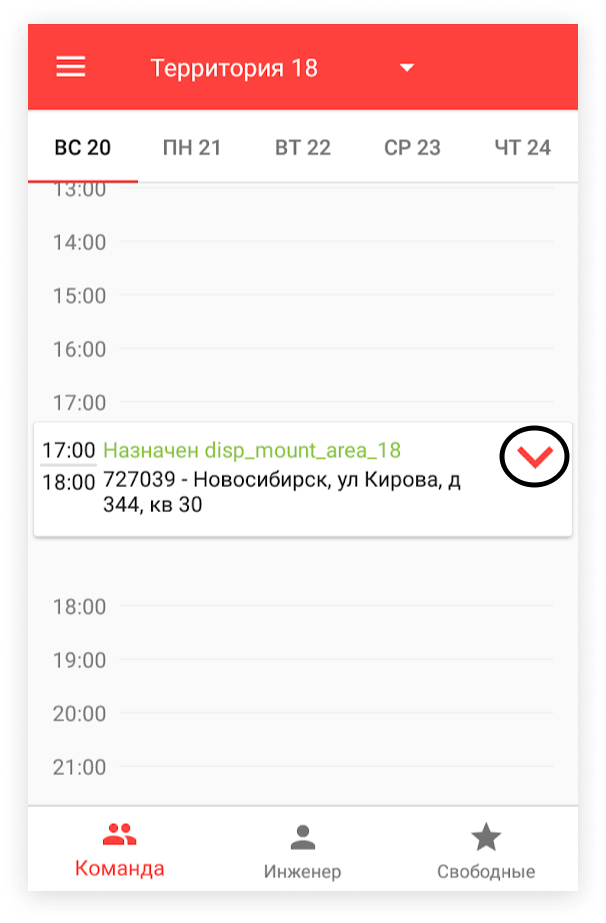 Территория 18
ВС 20 ПН 21 ВТ 22 СР 23 ЧТ 24
13:00
14:00
15:00
16:00
17:00
17:00 Назначен disp_mount_area_18
18:00 727039 - Новосибирск, ул Кирова, д
344, кв 30
18:00
19:00
20:00
21:00
Команда Инженер Свободные